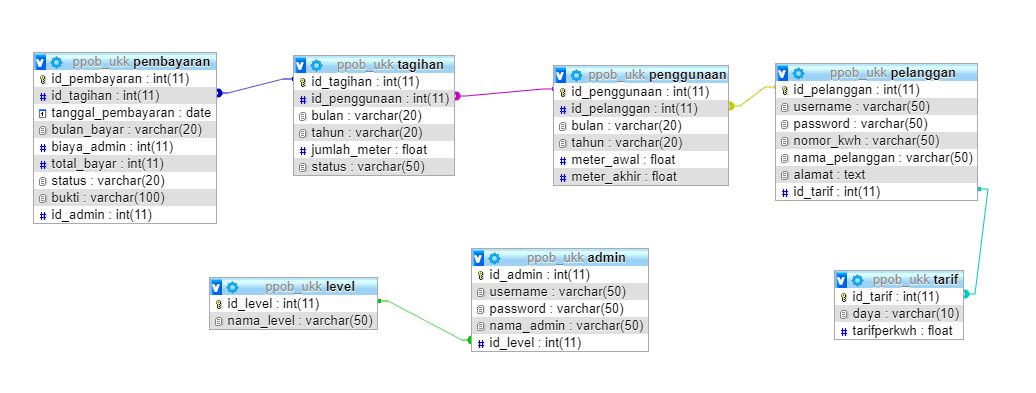 ppob_ukk pembayaran
id_pembayaran : int(11)
id_tagihan : int(11)
tanggal_pembayaran : date
bulan_bayar : varchar(20)
biaya_admin : int(11)
total_bayar : int(11)
status : varchar(20)
bukti : varchar(100)
id_admin : int(11)
ppob_ukk tagihan
id_tagihan : int(11)
id_penggunaan : int(11)
bulan : varchar(20)
tahun : varchar(20)
jumlah_meter : float
status : varchar(50)
ppob_ukk penggunaan
id_penggunaan : int(11)
id_pelanggan : int(11)
bulan : varchar(20)
tahun : varchar(20)
meter_awal : float
meter_akhir : float
ppob_ukk pelanggan
id_pelanggan : int(11)
username : varchar(50)
password : varchar(50)
nomor_kwh : varchar(50)
nama_pelanggan : varchar(50)
alamat : text
id_tarif : int(11)
ppob_ukk level
id_level : int(11)
nama_level : varchar(50)
ppob_ukk admin
id_admin : int(11)
username : varchar(50)
password : varchar(50)
nama_admin : varchar(50)
id_level : int(11)
ppob_ukk tarif
id_tarif : int(11)
daya : varchar(10)
tarifperkwh : float